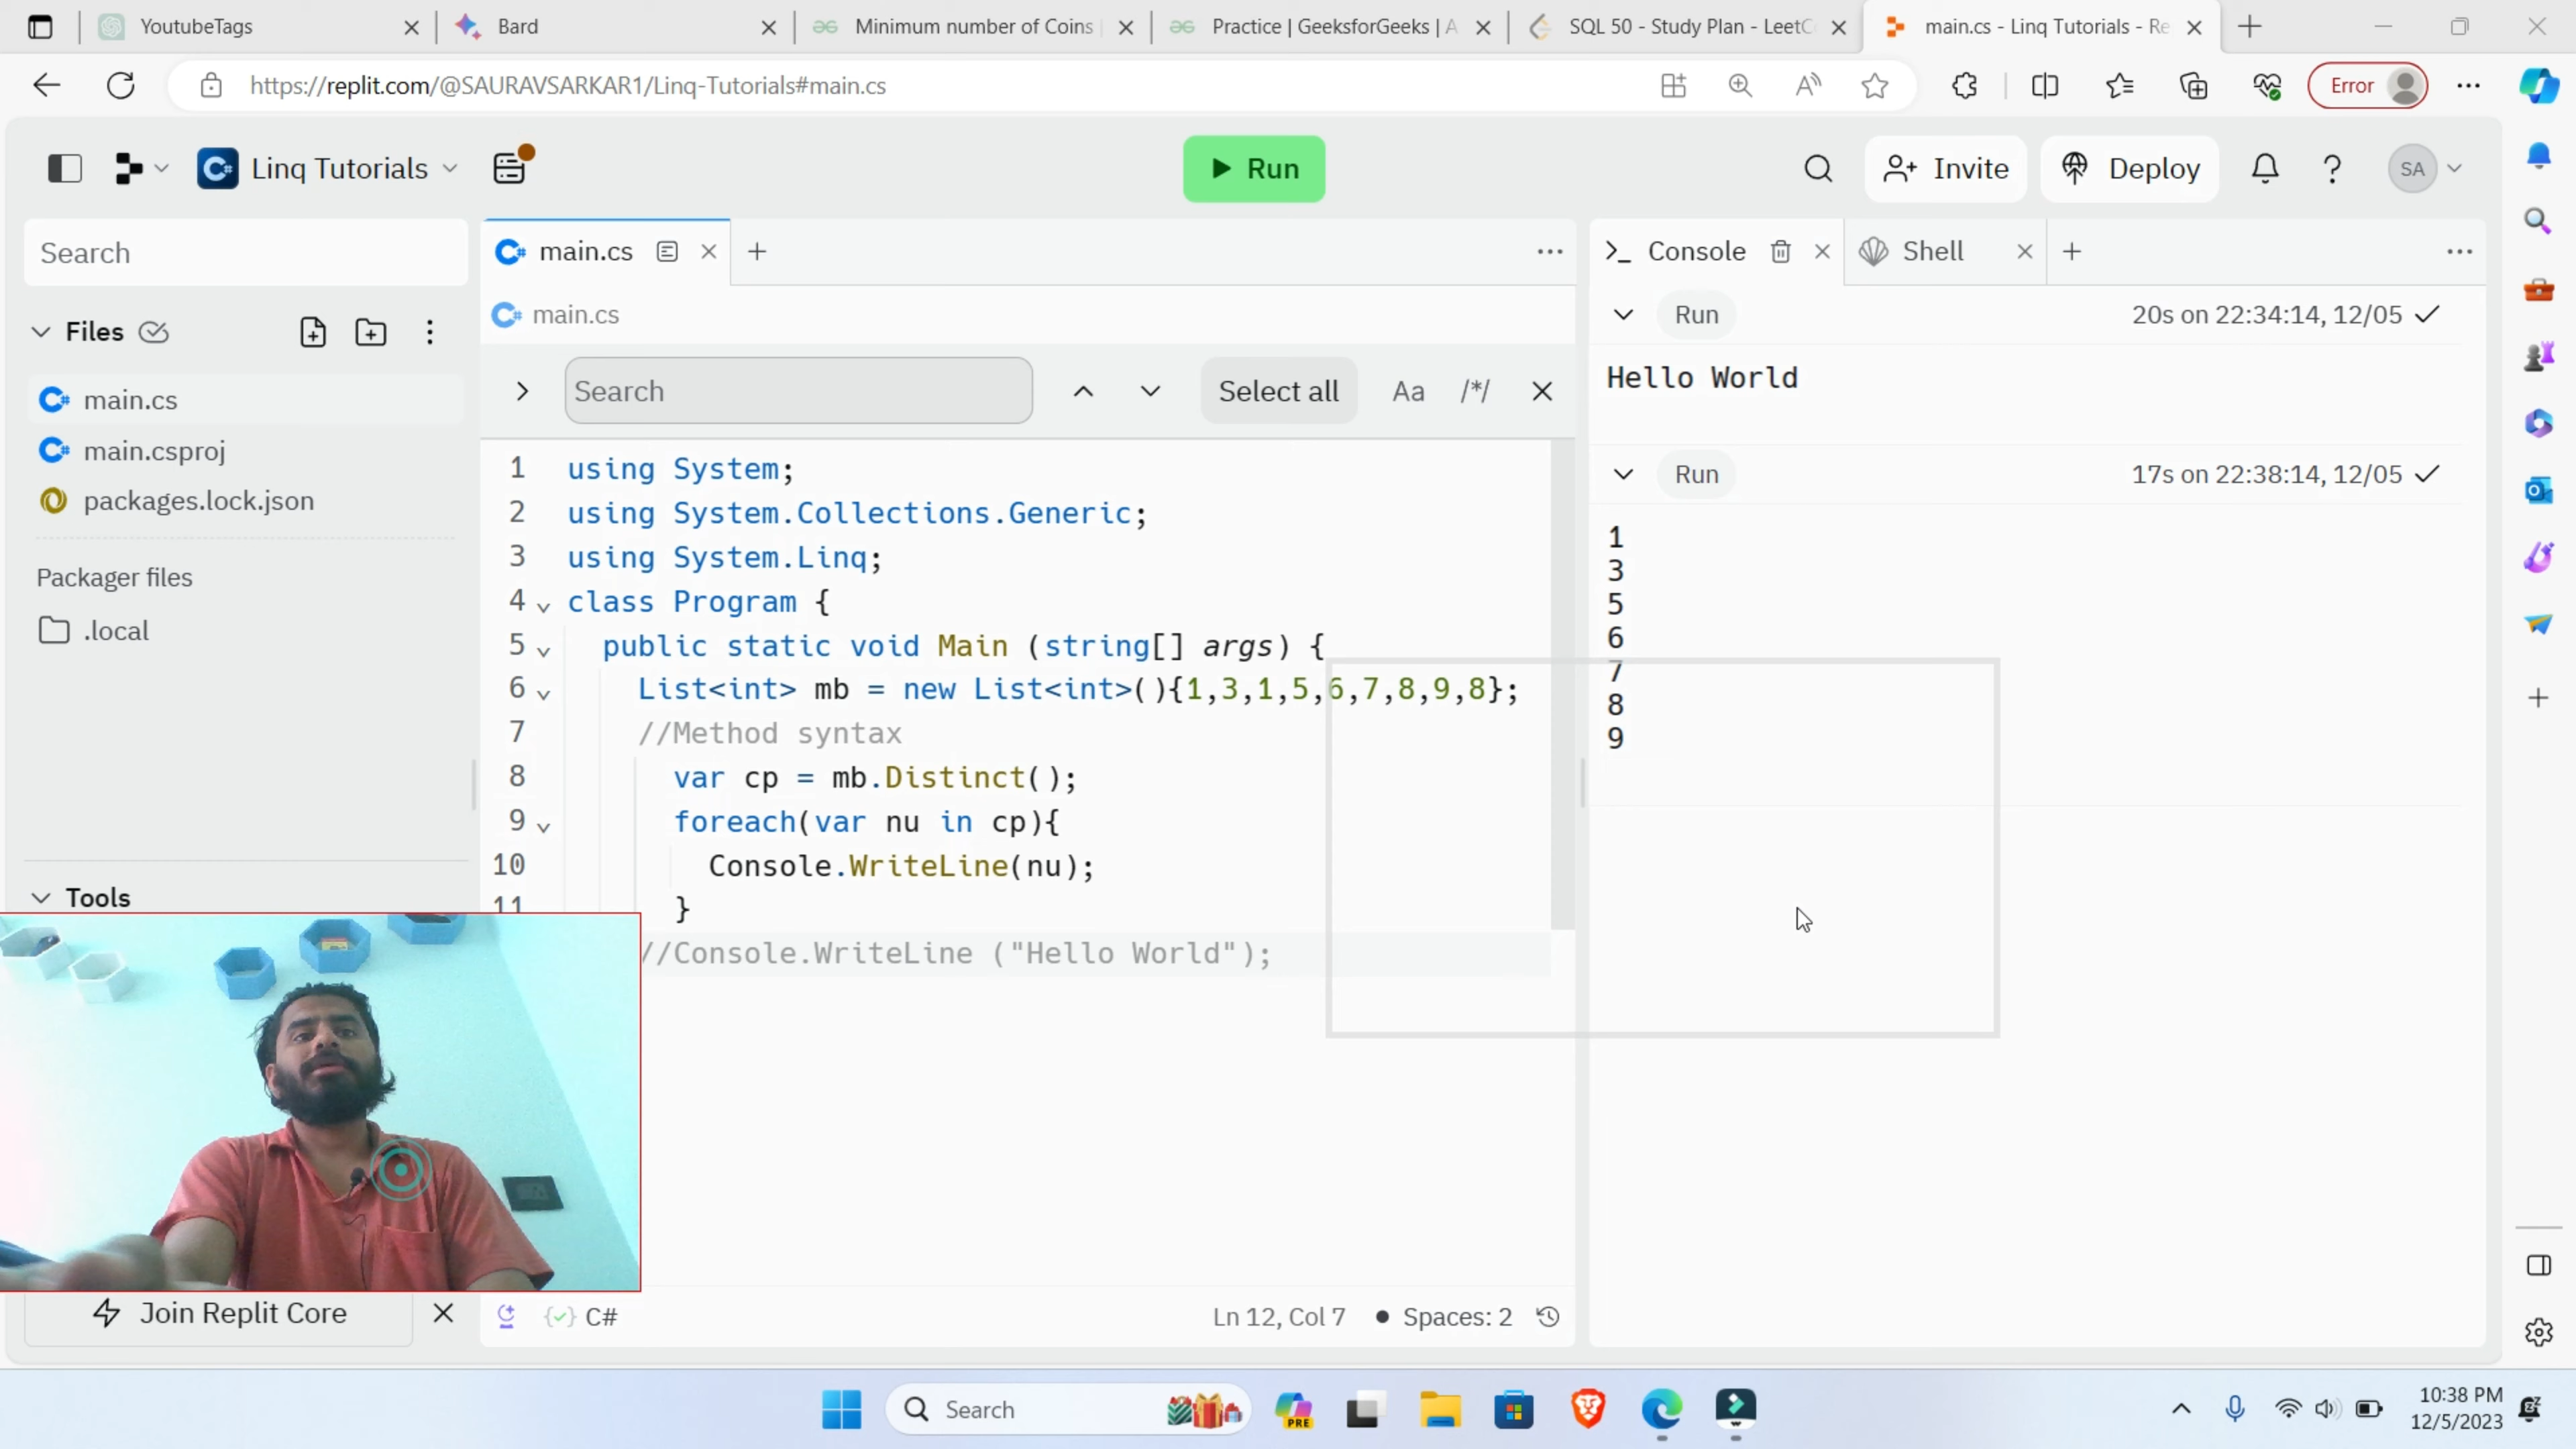 YoutubeTags
Bard
Minimum number of Coins
Practice | GeeksforGeeks | A
SQL 50 - Study Plan - LeetC
main.cs - Linq Tutorials - Re
https://replit.com/@SAURAVSARKAR1/Linq-Tutorials#main.cs
Error
Linq Tutorials
Run
Invite
Deploy
SA
Search
Files
main.cs
main.csproj
packages.lock.json
Packager files
.local
Tools
Join Replit Core
main.cs
main.cs
Search
Select all
Aa
/*/
1 using System;
2 using System.Collections.Generic;
3 using System.Linq;
4 class Program {
5 public static void Main (string[] args) {
6 List<int> mb = new List<int>(){1,3,1,5,6,7,8,9,8};
7 //Method syntax
8 var cp = mb.Distinct();
9 foreach(var nu in cp){
10 Console.WriteLine(nu);
11 }
//Console.WriteLine ("Hello World");
C#
Ln 12, Col 7
Spaces: 2
Console
Shell
Run 20s on 22:34:14, 12/05
Hello World
Run 17s on 22:38:14, 12/05
1
3
5
6
7
8
9
Search
PRE
10:38 PM
12/5/2023